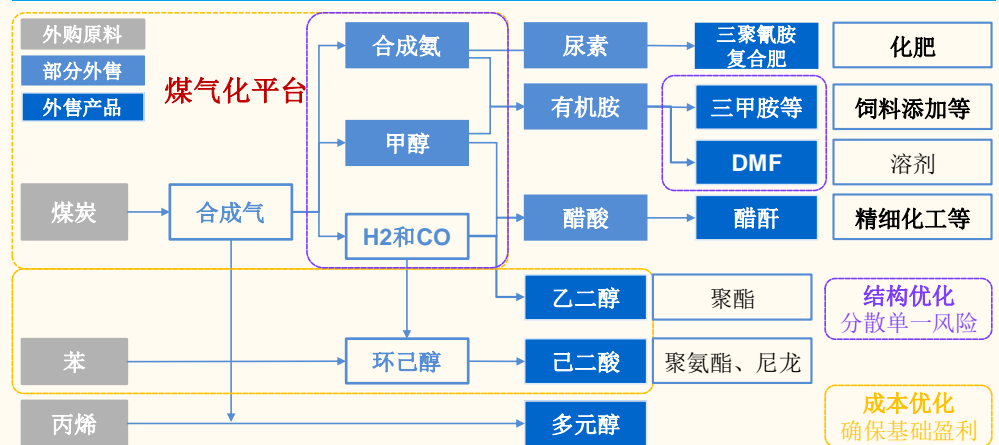 外购原料
部分外售
外售产品
煤气化平台
合成氨
尿素
三聚氰胺
复合肥
化肥
有机胺
三甲胺等
饲料添加等
甲醇
DMF
溶剂
煤炭
合成气
H2和CO
醋酸
醋酐
精细化工等
乙二醇
聚酯
结构优化
分散单一风险
苯
环己醇
己二酸
聚氨酯、尼龙
丙烯
多元醇
成本优化
确保基础盈利